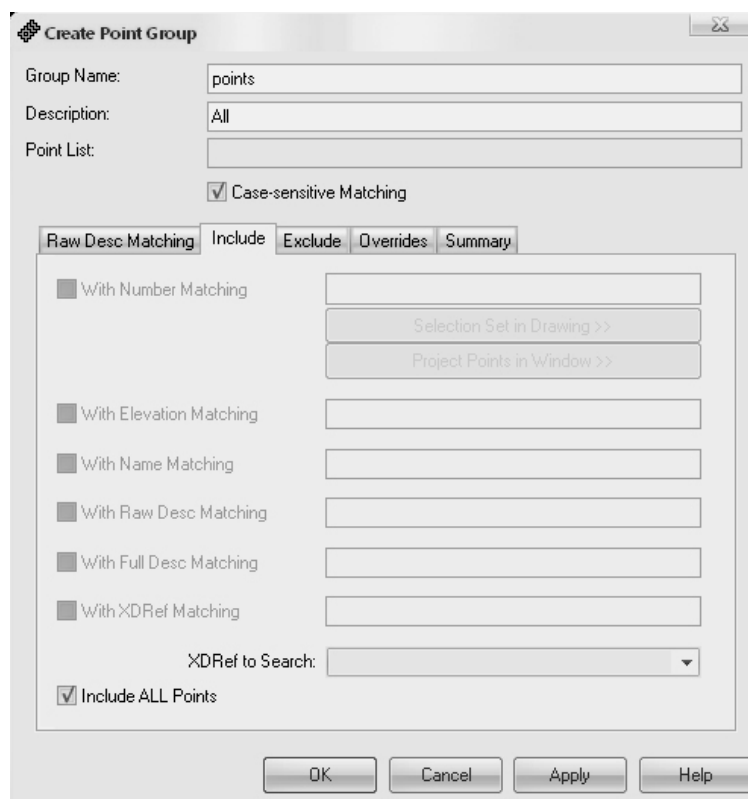 Create Point Group
Group Name: points
Description: All
Point List:
Case-sensitive Matching
Raw Desc Matching Include Exclude Overrides Summary
With Number Matching
Selection Set in Drawing >>
Project Points in Window >>
With Elevation Matching
With Name Matching
With Raw Desc Matching
With Full Desc Matching
With XDRef Matching
XDRef to Search:
Include ALL Points
OK Cancel Apply Help